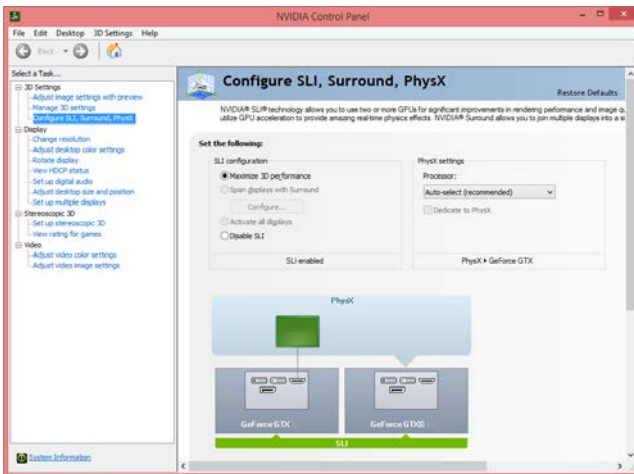 NVIDIA Control Panel
File Edit Desktop 3D Settings Help
Back
Select a Task...
3D Settings
Adjust image settings with preview
Manage 3D settings
Configure SLI, Surround, PhysX
Display
Change resolution
Adjust desktop color settings
Rotate display
View HDCP status
Set up digital audio
Adjust desktop size and position
Set up multiple displays
Stereoscopic 3D
Set up stereoscopic 3D
View rating for games
Video
Adjust video color settings
Adjust video image settings
System Information
Configure SLI, Surround, PhysX
Restore Defaults
NVIDIA® SLI® technology allows you to use two or more GPUs for significant improvements in rendering performance and image
utilize GPU acceleration to provide amazing real-time physics effects. NVIDIA® Surround allows you to join multiple displays into a
Set the following:
SLI configuration
Maximize 3D performance
Span displays with Surround
Configure...
Activate all displays
Disable SLI
SLI enabled
PhysX settings
Processor:
Auto-select (recommended)
Dedicate to PhysX
PhysX ▸ GeForce GTX
PhysX
GeForce GTX
GeForce GTX
SLI